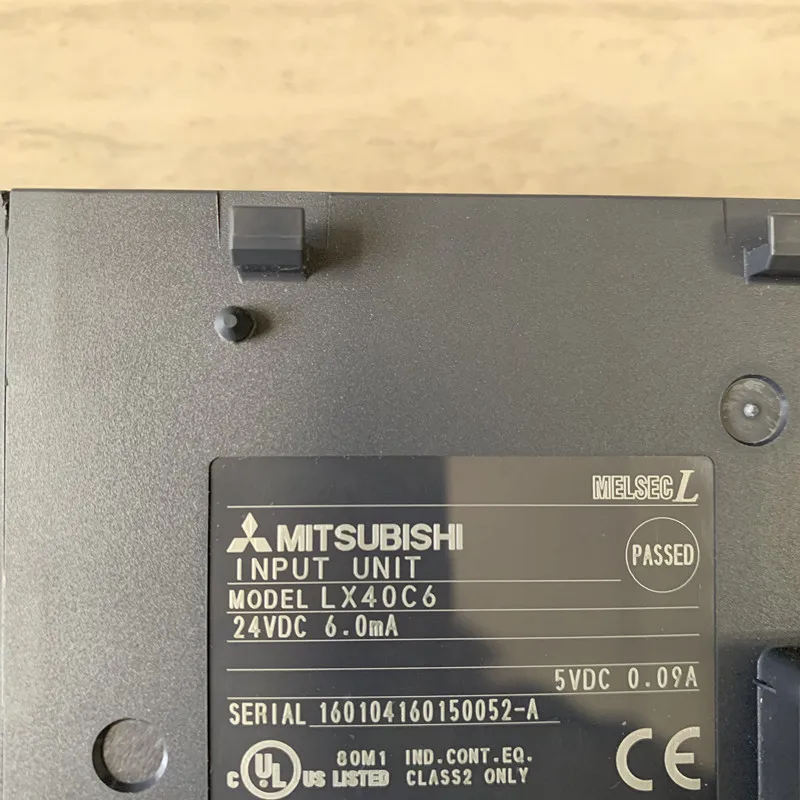 MELSEC L
MITSUBISHI
INPUT UNIT
PASSED
MODEL LX40C6
24VDC 6.0mA
5VDC 0.09A
SERIAL 160104160150052-A
C UL US LISTED 80M1 IND.CONT.EQ.
CLASS2 ONLY
CE